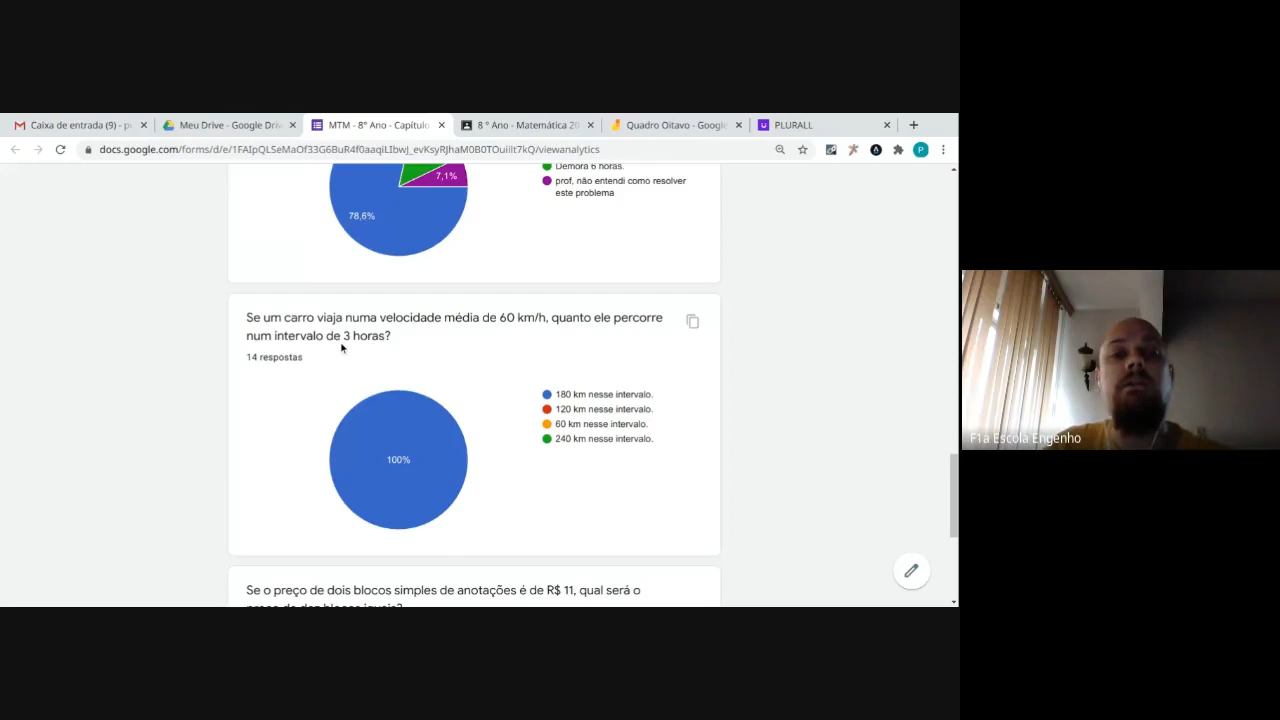 Caixa de entrada (9) - p
Meu Drive - Google Dri
MTM - 8° Ano - Capítulo
8 º Ano - Matemática 20
Quadro Oitavo - Google
PLURALL
docs.google.com/forms/d/e/1FAIpQLSeMaOf33G6BuR4f0aaqiLIbwJ_evKsyRJhaM0B0TOuiilt7kQ/viewanalytics
Demora 6 horas.
prof, não entendi como resolver
este problema
7,1%
78,6%
Se um carro viaja numa velocidade média de 60 km/h, quanto ele percorre
num intervalo de 3 horas?
14 respostas
180 km nesse intervalo.
120 km nesse intervalo.
60 km nesse intervalo.
240 km nesse intervalo.
100%
F1a Escola Engenho
Se o preço de dois blocos simples de anotações é de R$ 11, qual será o